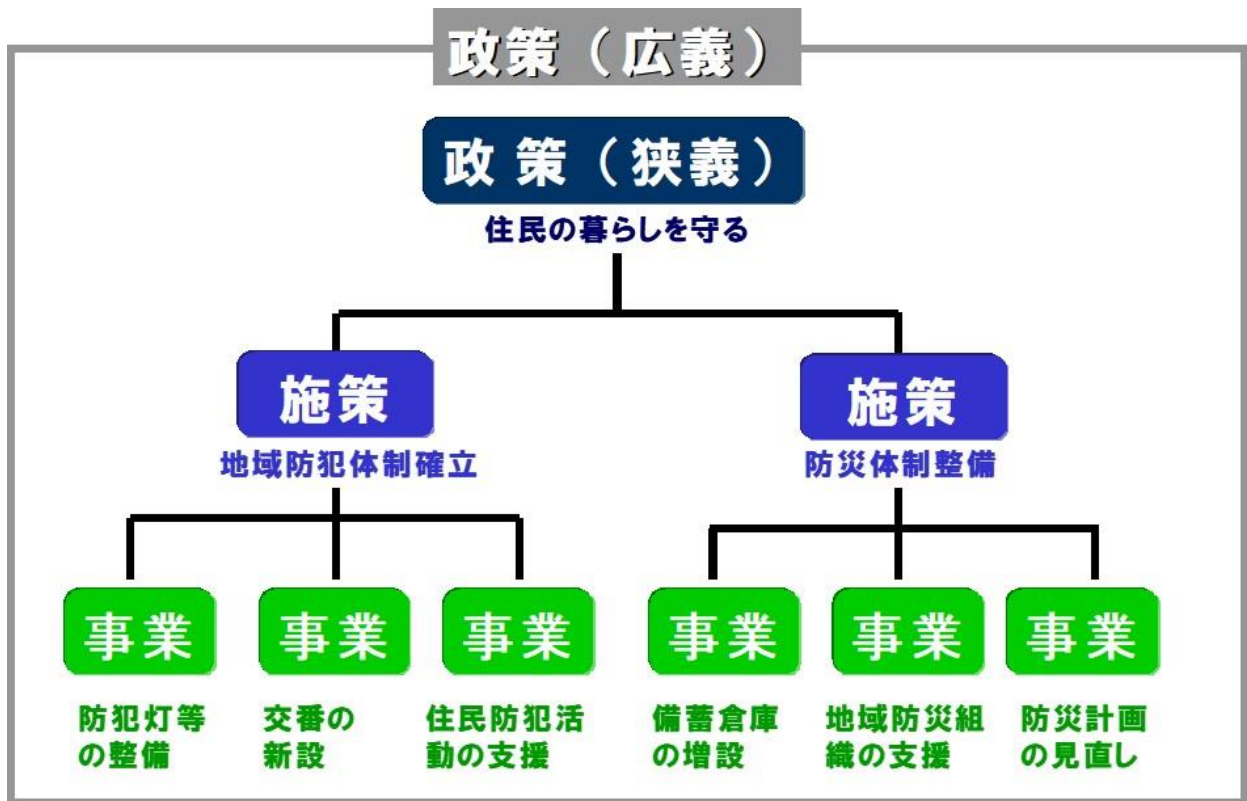 政策（広義）
政策（狭義）
住民の暮らしを守る
施策
地域防犯体制確立
施策
防災体制整備
事業
防犯灯等
の整備
事業
交番の
新設
事業
住民防犯活
動の支援
事業
備蓄倉庫
の増設
事業
地域防災組
織の支援
事業
防災計画
の見直し